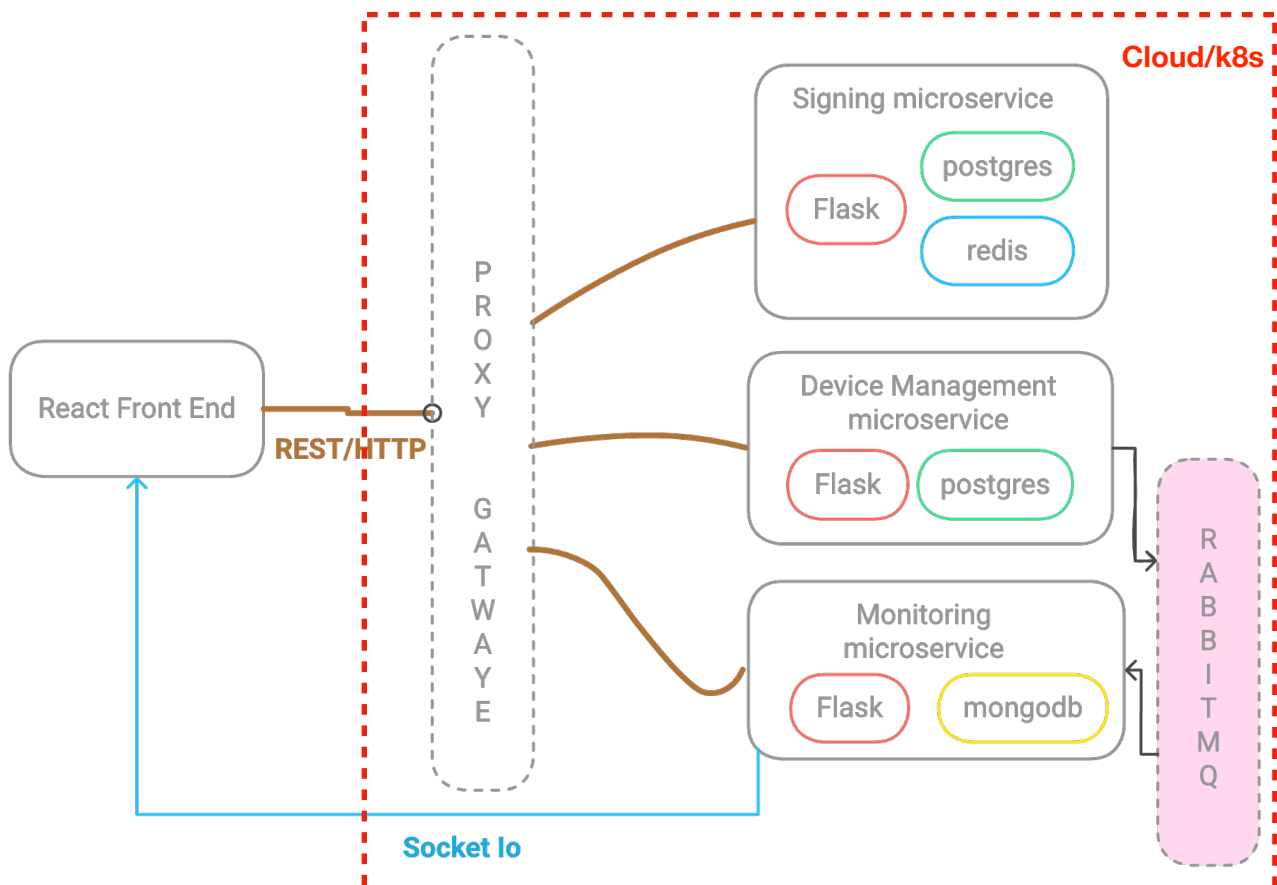 Cloud/k8s
Signing microservice
postgres
Flask
redis
P
R
O
X
Y
G
A
T
W
A
Y
E
React Front End
REST/HTTP
Device Management
microservice
Flask
postgres
Monitoring
microservice
Flask
mongodb
R
A
B
B
I
T
M
Q
Socket Io